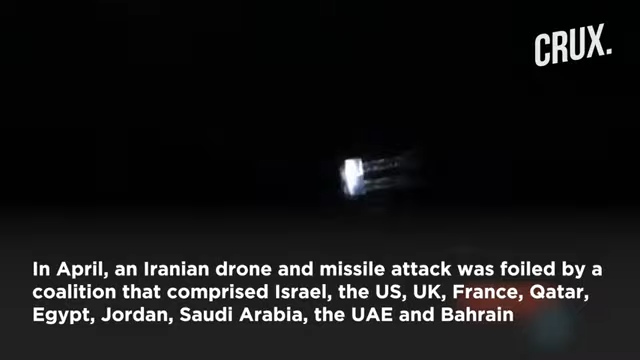 CRUX.
In April, an Iranian drone and missile attack was foiled by a
coalition that comprised Israel, the US, UK, France, Qatar,
Egypt, Jordan, Saudi Arabia, the UAE and Bahrain